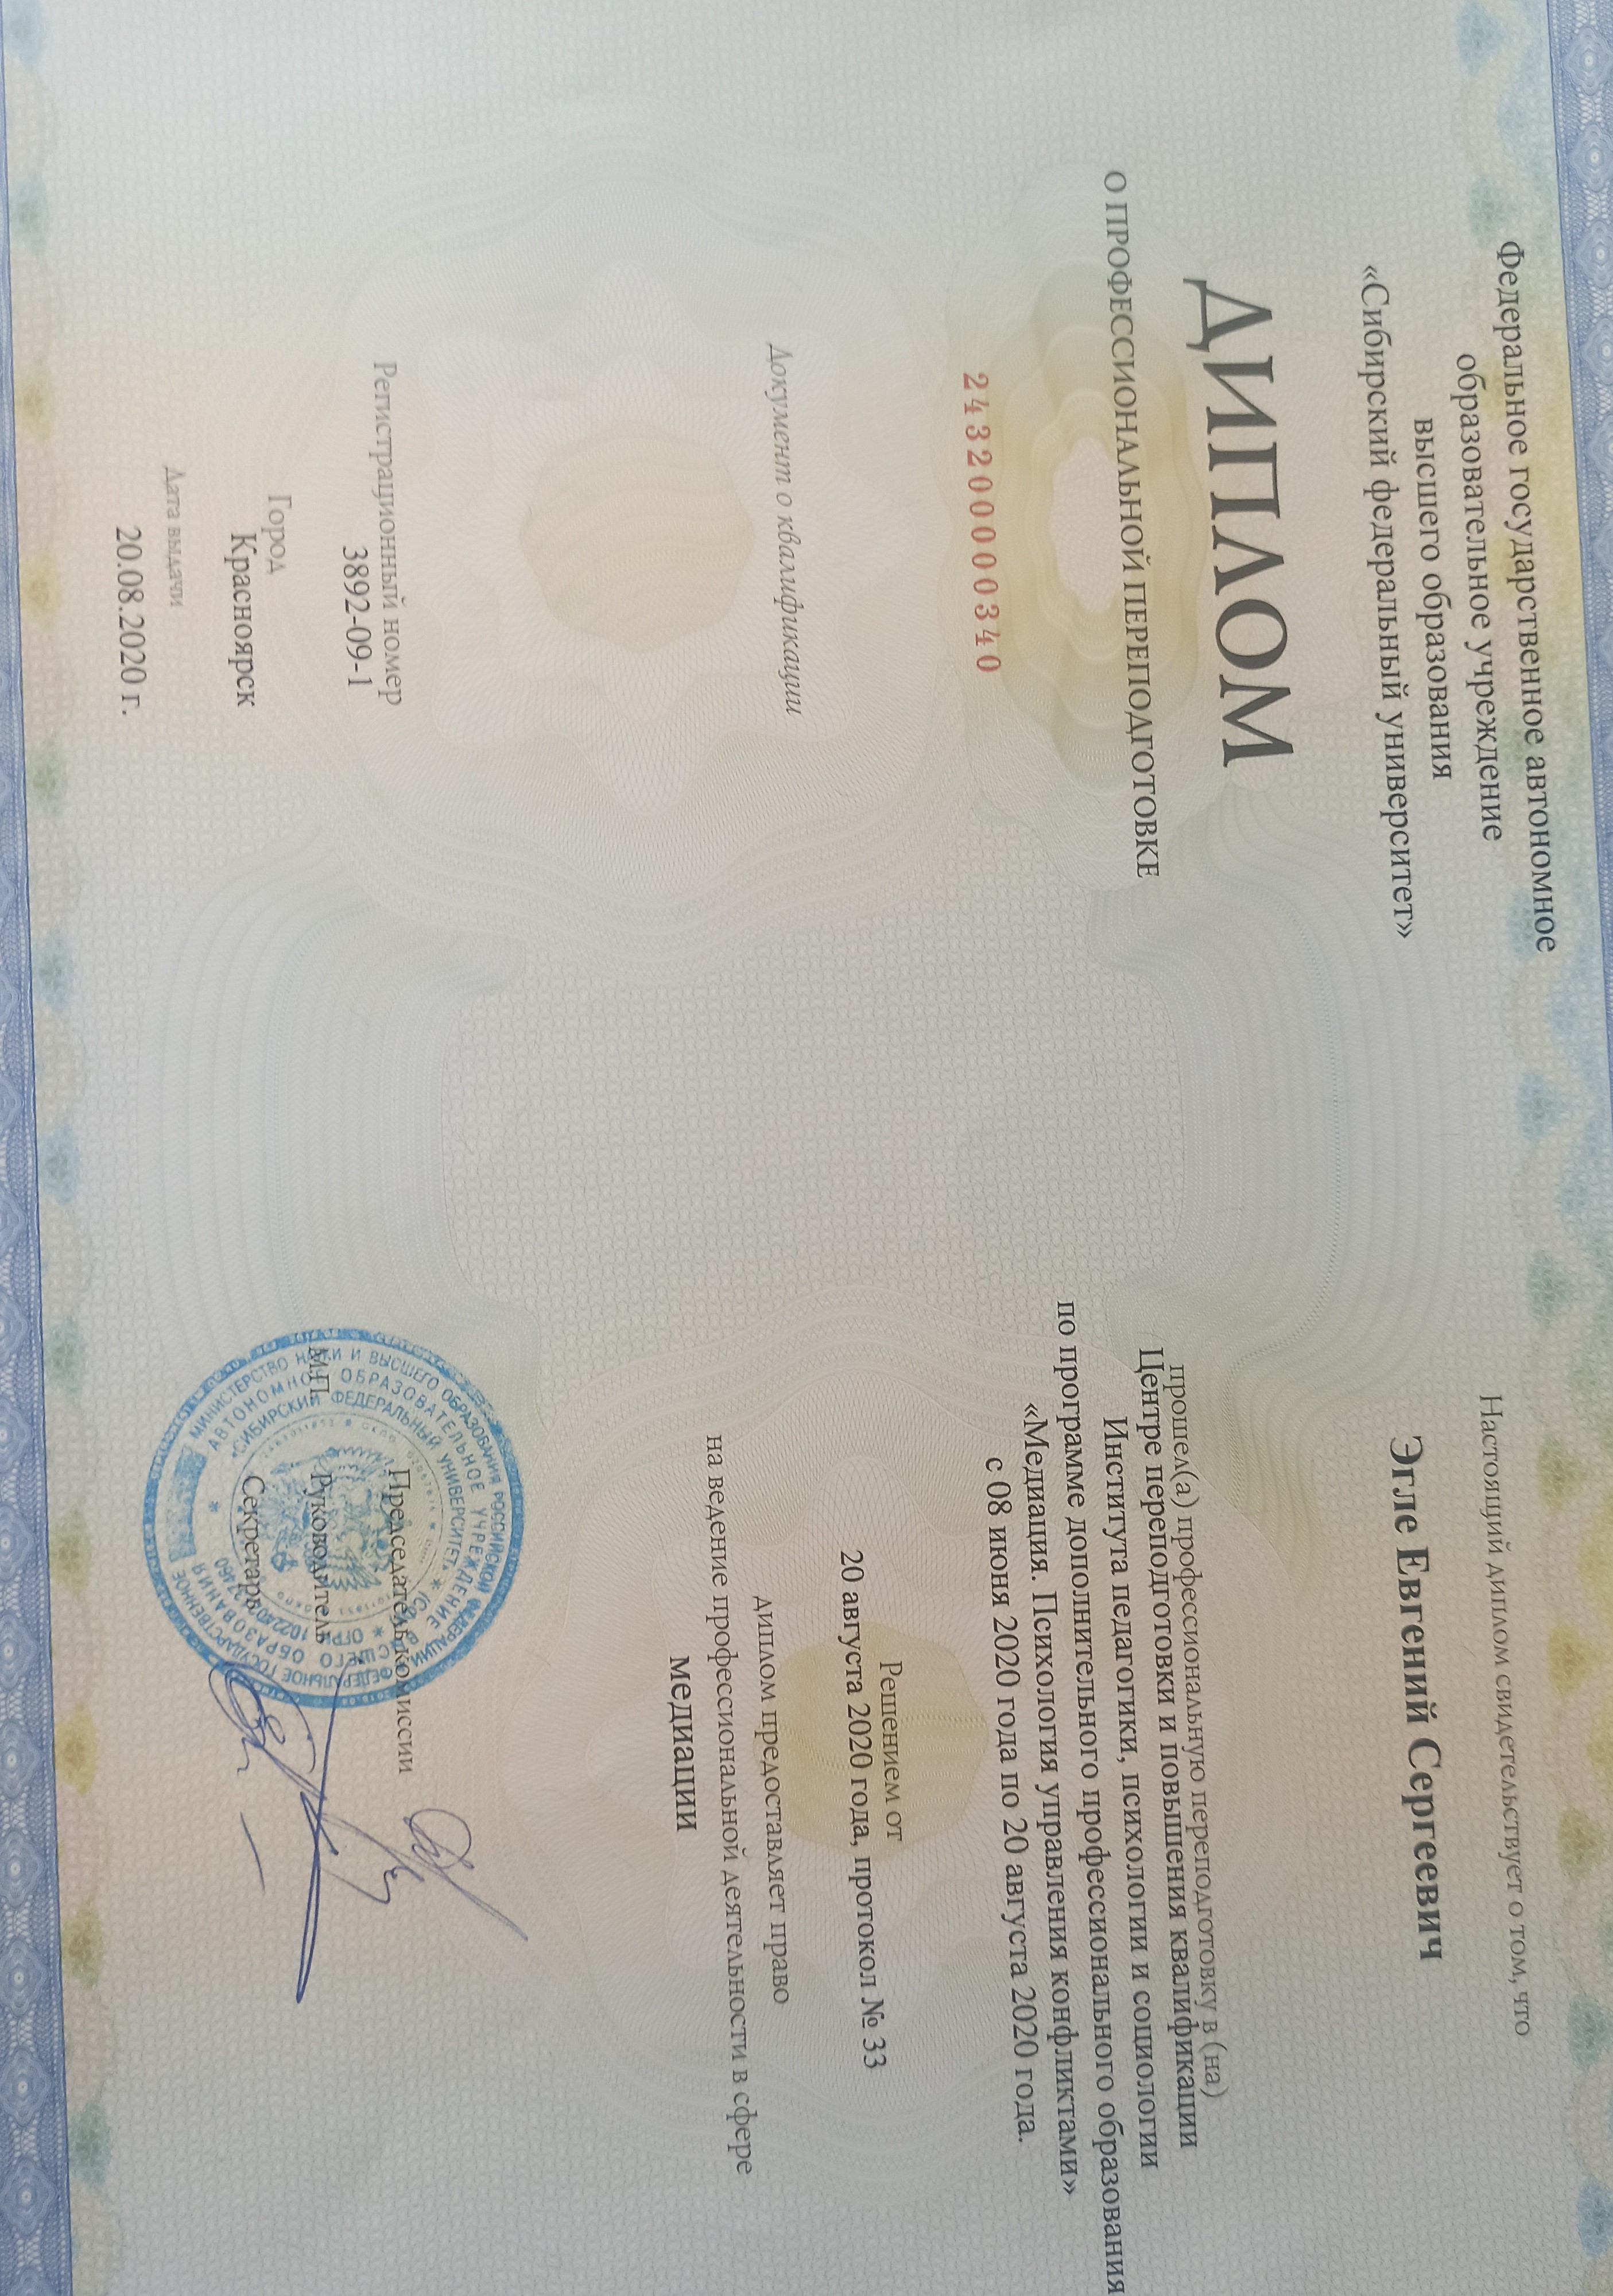 Федеральное государственное автономное
образовательное учреждение
высшего образования
«Сибирский федеральный университет»
ДИПЛОМ
О ПРОФЕССИОНАЛЬНОЙ ПЕРЕПОДГОТОВКЕ
243200000340
Документ о квалификации
Регистрационный номер
3892-09-1
Город
Красноярск
Дата выдачи
20.08.2020 г.
Настоящий диплом свидетельствует о том, что
Эгле Евгений Сергеевич
прошел(а) профессиональную переподготовку в (на)
Центре переподготовки и повышения квалификации
Института педагогики, психологии и социологии
по программе дополнительного профессионального образования
«Медиация. Психология управления конфликтами»
с 08 июня 2020 года по 20 августа 2020 года.
Решением от
20 августа 2020 года, протокол № 33
диплом предоставляет право
на ведение профессиональной деятельности в сфере
медиации
Председатель комиссии
М.П. Руководитель
Секретарь
МИНИСТЕРСТВО НАУКИ И ВЫСШЕГО ОБРАЗОВАНИЯ РОССИЙСКОЙ ФЕДЕРАЦИИ ФЕДЕРАЛЬНОЕ ГОСУДАРСТВЕННОЕ
АВТОНОМНОЕ ОБРАЗОВАТЕЛЬНОЕ УЧРЕЖДЕНИЕ ВЫСШЕГО ОБРАЗОВАНИЯ
«СИБИРСКИЙ ФЕДЕРАЛЬНЫЙ УНИВЕРСИТЕТ» * (СФУ) * ОГРН